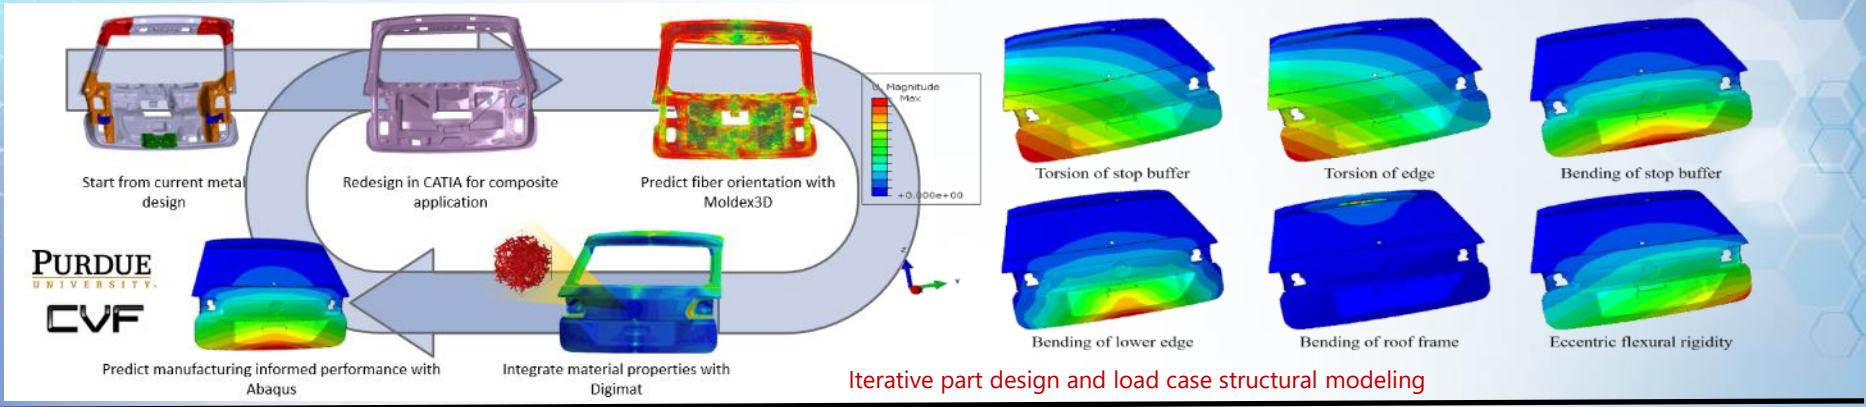 Start from current metal
design
Redesign in CATIA for composite
application
Predict fiber orientation with
Moldex3D
U, Magnitude
Max
+0.000e+00
PURDUE
UNIVERSITY.
CVF
Predict manufacturing informed performance with
Abaqus
Integrate material properties with
Digimat
Z
Y
Torsion of stop buffer
Torsion of edge
Bending of stop buffer
Bending of lower edge
Bending of roof frame
Eccentric flexural rigidity
Iterative part design and load case structural modeling